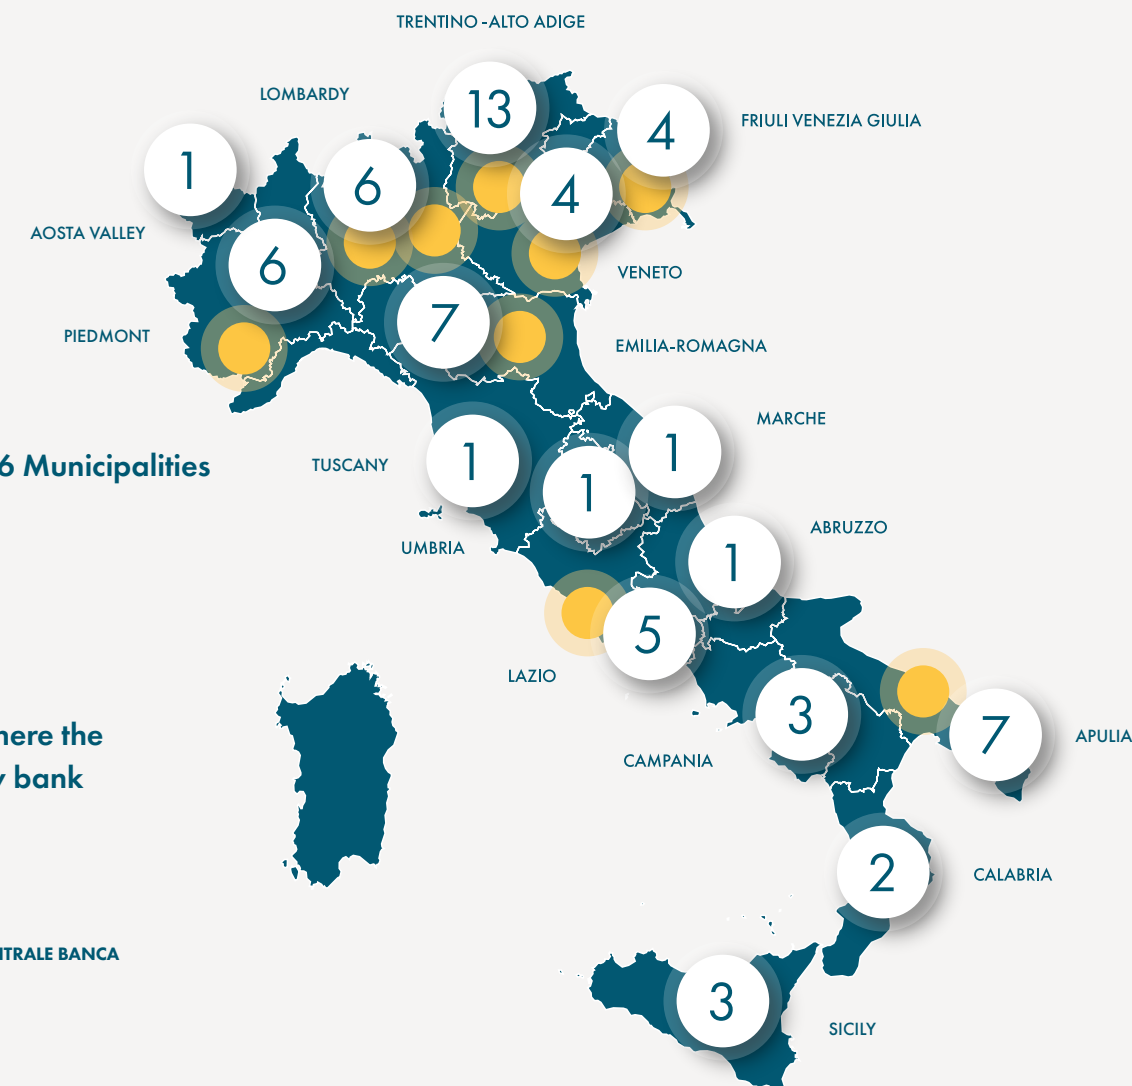 TRENTINO-ALTO ADIGE
LOMBARDY
13
4
FRIULI VENEZIA GIULIA
1
6
4
AOSTA VALLEY
6
VENETO
7
PIEDMONT
EMILIA-ROMAGNA
MARCHE
6 Municipalities
TUSCANY
1
1
1
ABRUZZO
UMBRIA
1
5
LAZIO
here the
3
7
APULIA
CAMPANIA
y bank
2
CALABRIA
NTRALE BANCA
3
SICILY